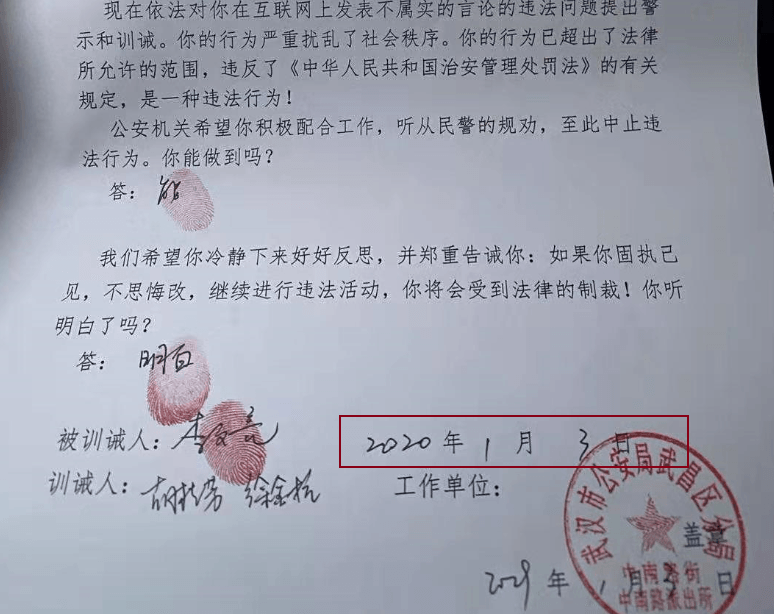 现在依法对你在互联网上发表不属实的言论的违法问题提出警
示和训诫。你的行为严重扰乱了社会秩序。你的行为已超出了法律
所允许的范围，违反了《中华人民共和国治安管理处罚法》的有关
规定，是一种违法行为！
公安机关希望你积极配合工作，听从民警的规劝，至此中止违
法行为。你能做到吗？
答：能
我们希望你冷静下来好好反思，并郑重告诫你：如果你固执己
见，不思悔改，继续进行违法活动，你将会受到法律的制裁！你听
明白了吗？
答：明白
被训诫人：李文亮 2020年1月3日
训诫人：胡桂芳 徐金杭 工作单位：
武汉市公安局武昌区分局
盖章
中南路街
中南路派出所
年1月3日